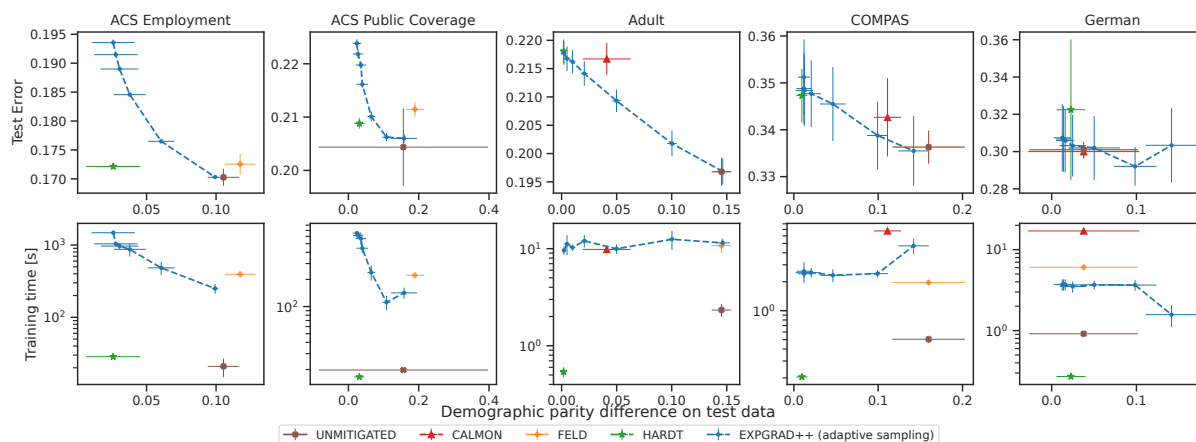 ACS Employment
ACS Public Coverage
Adult
COMPAS
German
Test Error
0.195
0.190
0.185
0.180
0.175
0.170
0.05 0.10
0.22
0.21
0.20
0.0 0.1 0.2 0.3 0.4
0.220
0.215
0.210
0.205
0.200
0.195
0.00 0.05 0.10 0.15
0.36
0.35
0.34
0.33
0.0 0.1 0.2
0.32
0.30
0.28
0.0 0.1
Training time [s]
10³
10²
0.05 0.10
10²
0.0 0.1 0.2 0.3 0.4
10¹
10⁰
0.00 0.05 0.10 0.15
10⁰
0.0 0.1 0.2
10¹
10⁰
0.0 0.1
Demographic parity difference on test data
UNMITIGATED CALMON FELD HARDT EXPGRAD++ (adaptive sampling)